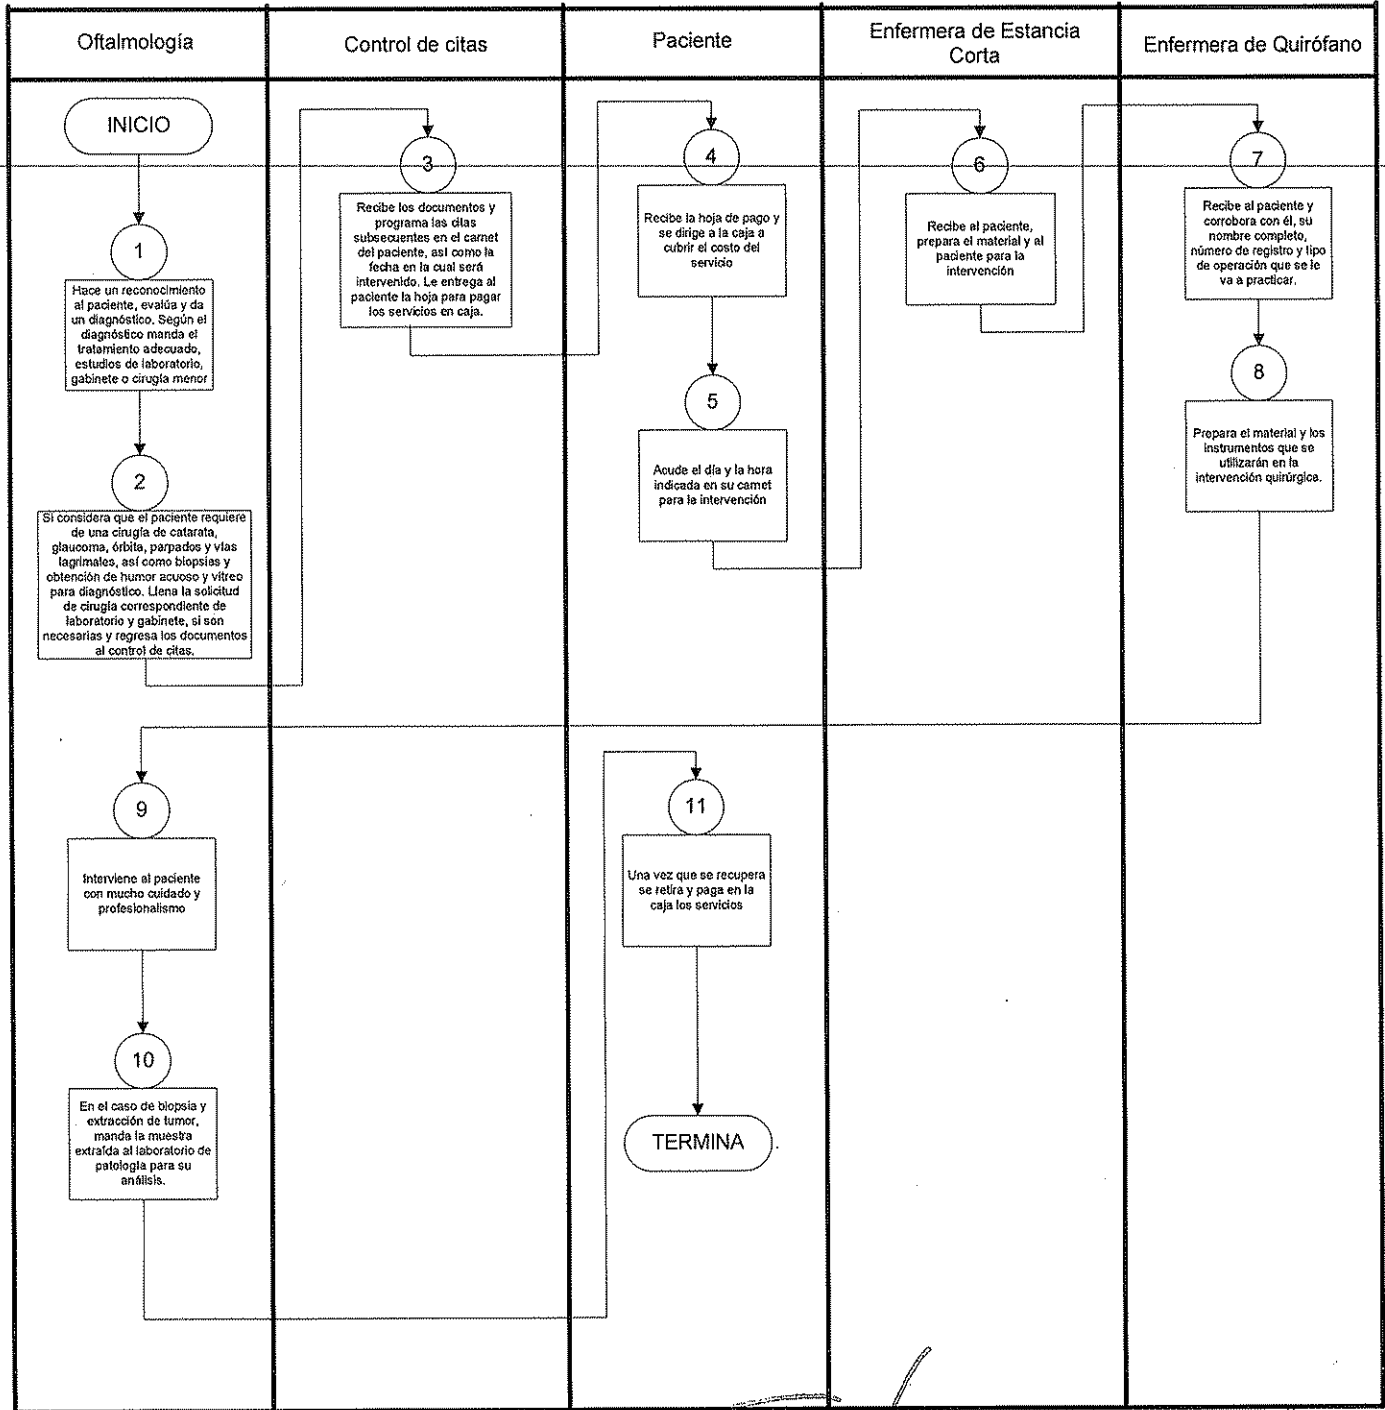 Oftalmología
Control de citas
Paciente
Enfermera de Estancia
Corta
Enfermera de Quirófano
INICIO
1
Hace un reconocimiento
al paciente, evalúa y da
un diagnóstico. Según el
diagnóstico manda el
tratamiento adecuado,
estudios de laboratorio,
gabinete o cirugía menor
2
Si considera que el paciente requiere
de una cirugía de catarata,
glaucoma, órbita, parpados y vías
lagrimales, así como biopsias y
obtención de humor acuoso y vítreo
para diagnóstico. Llena la solicitud
de cirugía correspondiente de
laboratorio y gabinete, si son
necesarias y regresa los documentos
al control de citas.
3
Recibe los documentos y
programa las citas
subsecuentes en el carnet
del paciente, así como la
fecha en la cual será
intervenido. Le entrega al
paciente la hoja para pagar
los servicios en caja.
4
Recibe la hoja de pago y
se dirige a la caja a
cubrir el costo del
servicio
5
Acude el día y la hora
indicada en su carnet
para la intervención
6
Recibe al paciente,
prepara el material y al
paciente para la
intervención
7
Recibe al paciente y
corrobora con él, su
nombre completo,
número de registro y tipo
de operación que se le
va a practicar.
8
Prepara el material y los
instrumentos que se
utilizarán en la
intervención quirúrgica.
9
Interviene al paciente
con mucho cuidado y
profesionalismo
10
En el caso de biopsia y
extracción de tumor,
manda la muestra
extraída al laboratorio de
patología para su
análisis.
11
Una vez que se recupera
se retira y paga en la
caja los servicios
TERMINA